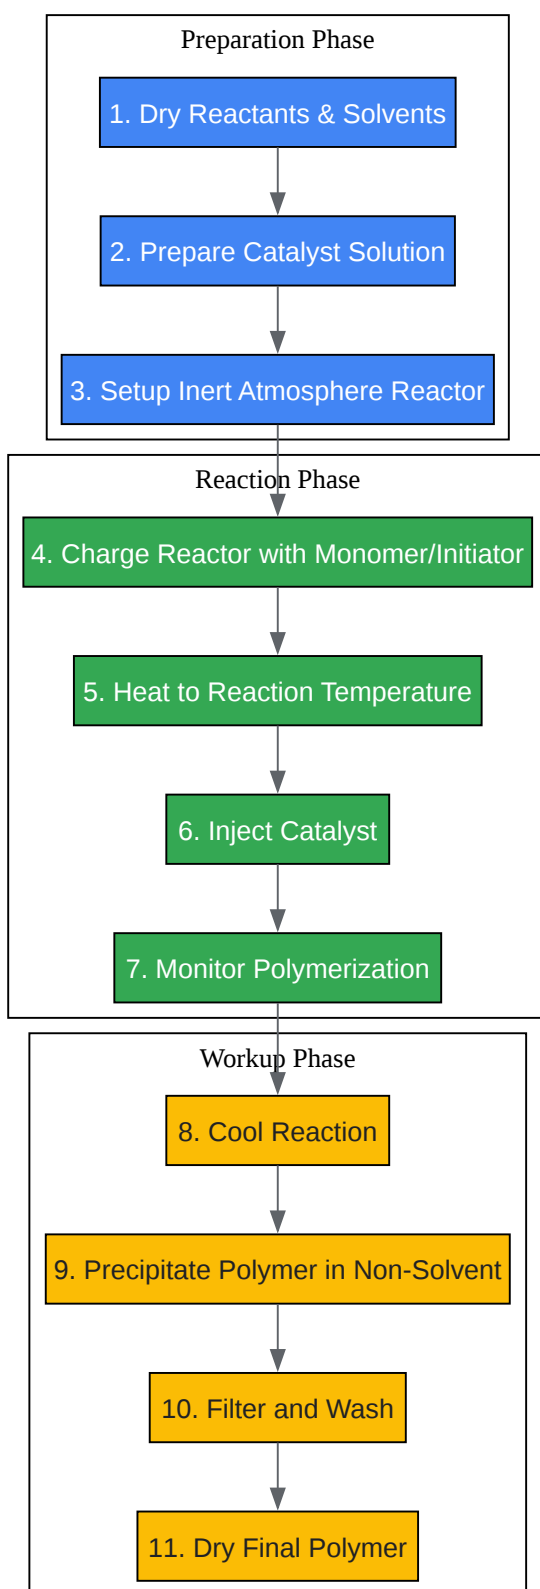 Preparation Phase
1. Dry Reactants & Solvents
2. Prepare Catalyst Solution
3. Setup Inert Atmosphere Reactor
Reaction Phase
4. Charge Reactor with Monomer/Initiator
5. Heat to Reaction Temperature
6. Inject Catalyst
7. Monitor Polymerization
Workup Phase
8. Cool Reaction
9. Precipitate Polymer in Non-Solvent
10. Filter and Wash
11. Dry Final Polymer